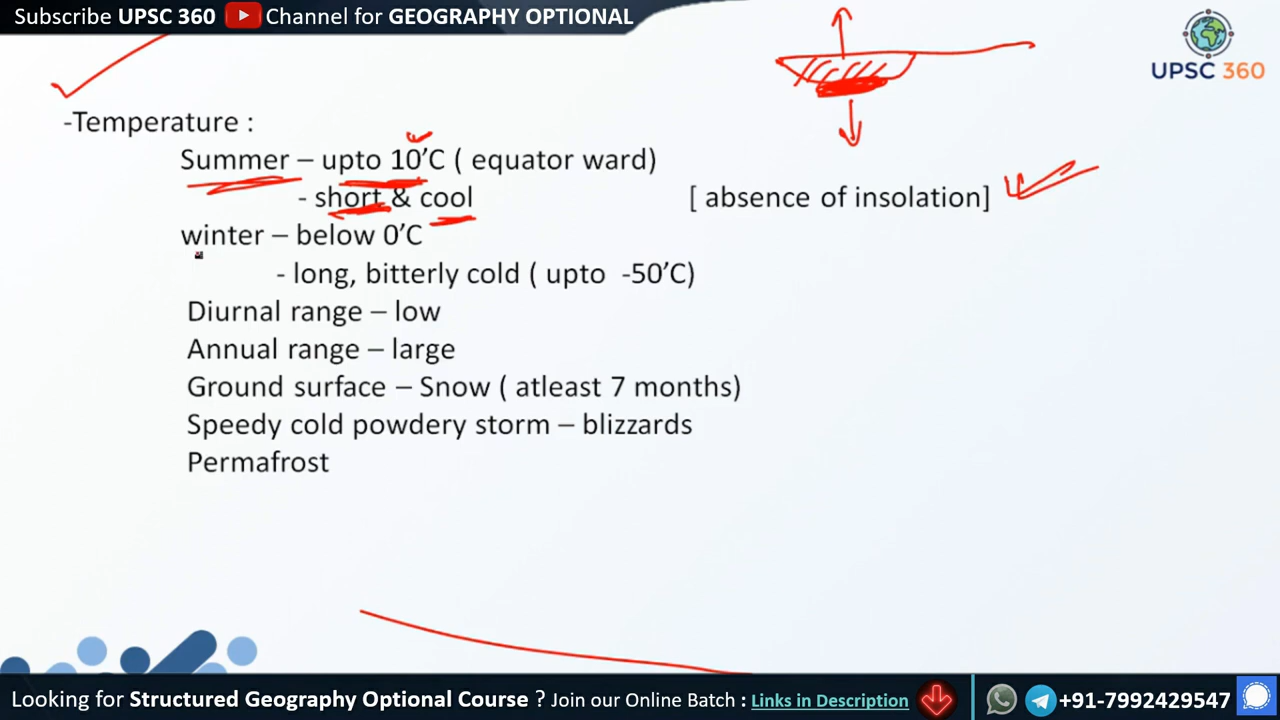 Subscribe UPSC 360 Channel for GEOGRAPHY OPTIONAL
UPSC 360
-Temperature :
Summer – upto 10’C ( equator ward)
- short & cool [ absence of insolation]
winter – below 0’C
- long, bitterly cold ( upto -50’C)
Diurnal range – low
Annual range – large
Ground surface – Snow ( atleast 7 months)
Speedy cold powdery storm – blizzards
Permafrost
Looking for Structured Geography Optional Course ? Join our Online Batch : Links in Description
+91-7992429547